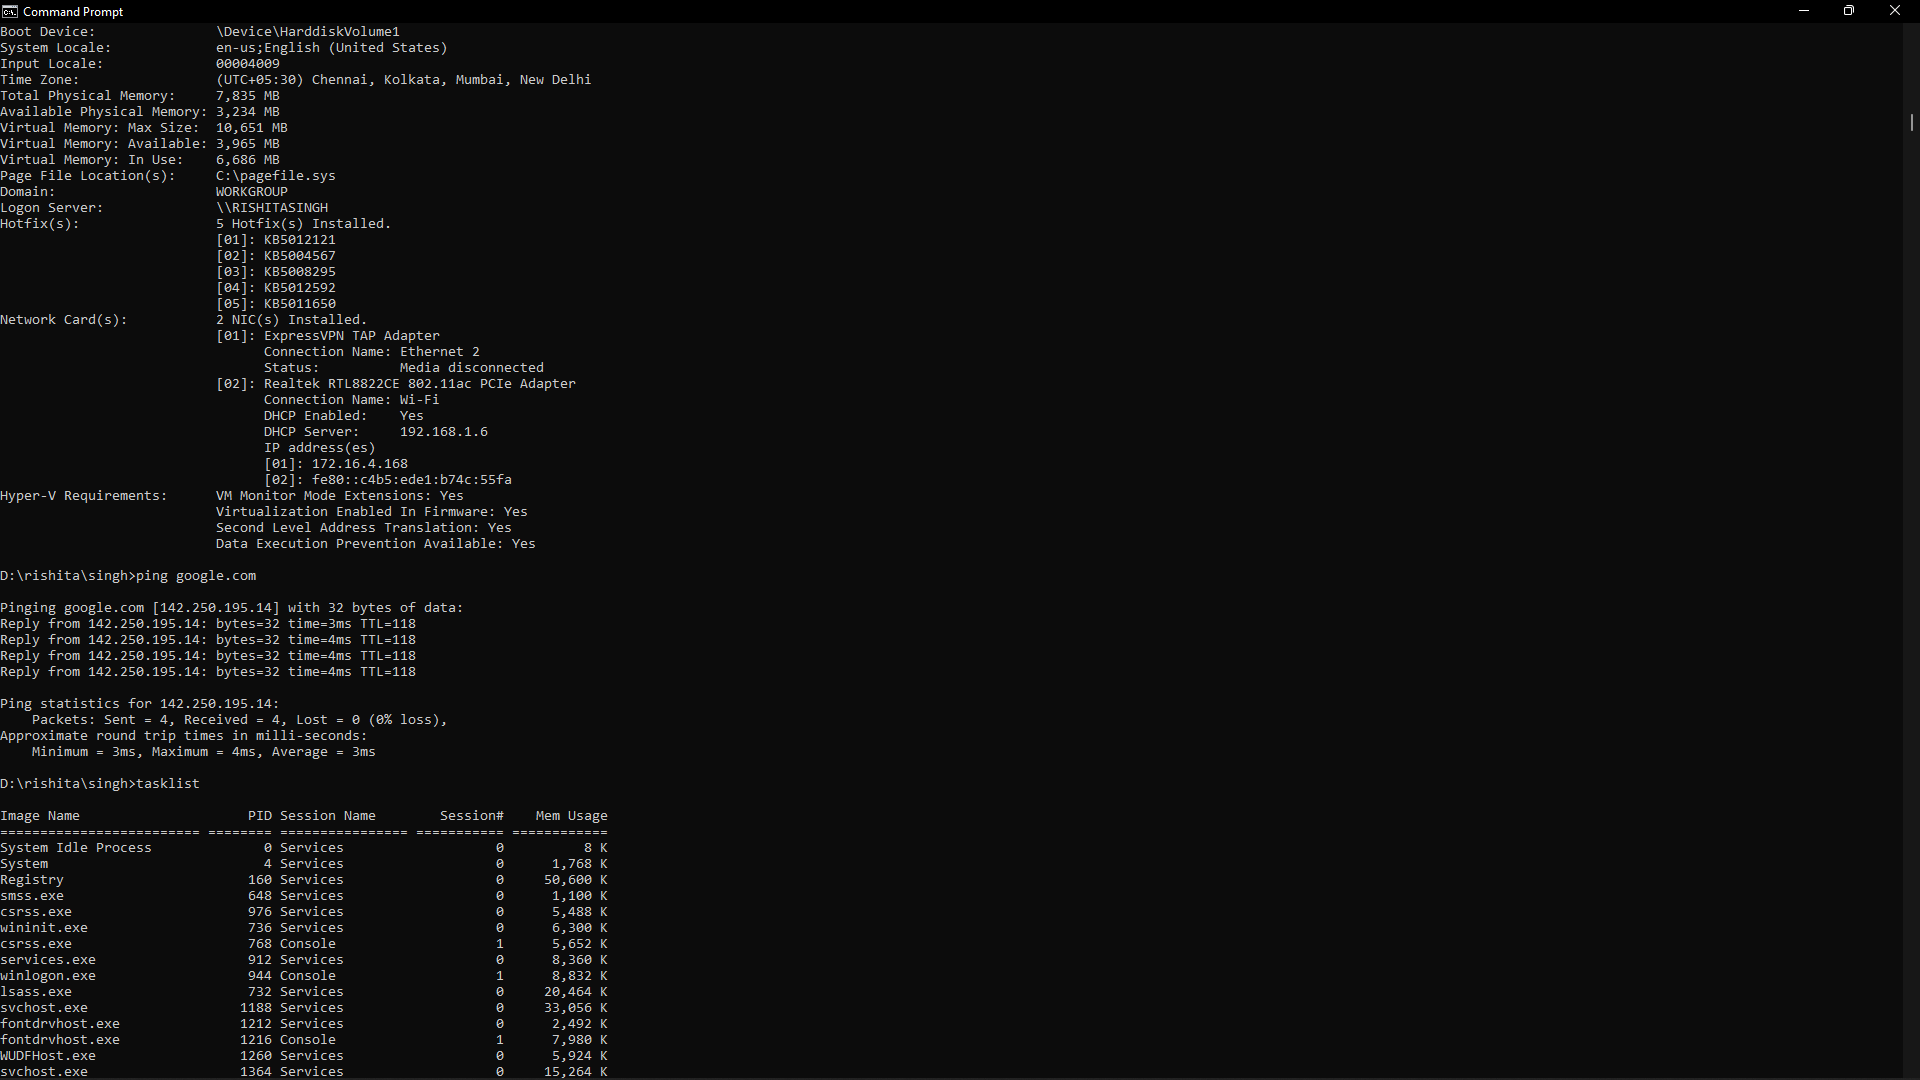 Command Prompt
Boot Device:               \Device\HarddiskVolume1
System Locale:             en-us;English (United States)
Input Locale:              00004009
Time Zone:                 (UTC+05:30) Chennai, Kolkata, Mumbai, New Delhi
Total Physical Memory:     7,835 MB
Available Physical Memory: 3,234 MB
Virtual Memory: Max Size:  10,651 MB
Virtual Memory: Available: 3,965 MB
Virtual Memory: In Use:    6,686 MB
Page File Location(s):     C:\pagefile.sys
Domain:                    WORKGROUP
Logon Server:              \\RISHITASINGH
Hotfix(s):                 5 Hotfix(s) Installed.
                           [01]: KB5012121
                           [02]: KB5004567
                           [03]: KB5008295
                           [04]: KB5012592
                           [05]: KB5011650
Network Card(s):           2 NIC(s) Installed.
                           [01]: ExpressVPN TAP Adapter
                                 Connection Name: Ethernet 2
                                 Status:          Media disconnected
                           [02]: Realtek RTL8822CE 802.11ac PCIe Adapter
                                 Connection Name: Wi-Fi
                                 DHCP Enabled:    Yes
                                 DHCP Server:     192.168.1.6
                                 IP address(es)
                                 [01]: 172.16.4.168
                                 [02]: fe80::c4b5:ede1:b74c:55fa
Hyper-V Requirements:      VM Monitor Mode Extensions: Yes
                           Virtualization Enabled In Firmware: Yes
                           Second Level Address Translation: Yes
                           Data Execution Prevention Available: Yes

D:\rishita\singh>ping google.com

Pinging google.com [142.250.195.14] with 32 bytes of data:
Reply from 142.250.195.14: bytes=32 time=3ms TTL=118
Reply from 142.250.195.14: bytes=32 time=4ms TTL=118
Reply from 142.250.195.14: bytes=32 time=4ms TTL=118
Reply from 142.250.195.14: bytes=32 time=4ms TTL=118

Ping statistics for 142.250.195.14:
    Packets: Sent = 4, Received = 4, Lost = 0 (0% loss),
Approximate round trip times in milli-seconds:
    Minimum = 3ms, Maximum = 4ms, Average = 3ms

D:\rishita\singh>tasklist

Image Name                     PID Session Name        Session#    Mem Usage
========================= ======== ================ =========== ============
System Idle Process              0 Services                   0          8 K
System                           4 Services                   0      1,768 K
Registry                       160 Services                   0     50,600 K
smss.exe                       648 Services                   0      1,100 K
csrss.exe                      976 Services                   0      5,488 K
wininit.exe                    736 Services                   0      6,300 K
csrss.exe                      768 Console                    1      5,652 K
services.exe                   912 Services                   0      8,360 K
winlogon.exe                   944 Console                    1      8,832 K
lsass.exe                      732 Services                   0     20,464 K
svchost.exe                   1188 Services                   0     33,056 K
fontdrvhost.exe               1212 Services                   0      2,492 K
fontdrvhost.exe               1216 Console                    1      7,980 K
WUDFHost.exe                  1260 Services                   0      5,924 K
svchost.exe                   1364 Services                   0     15,264 K